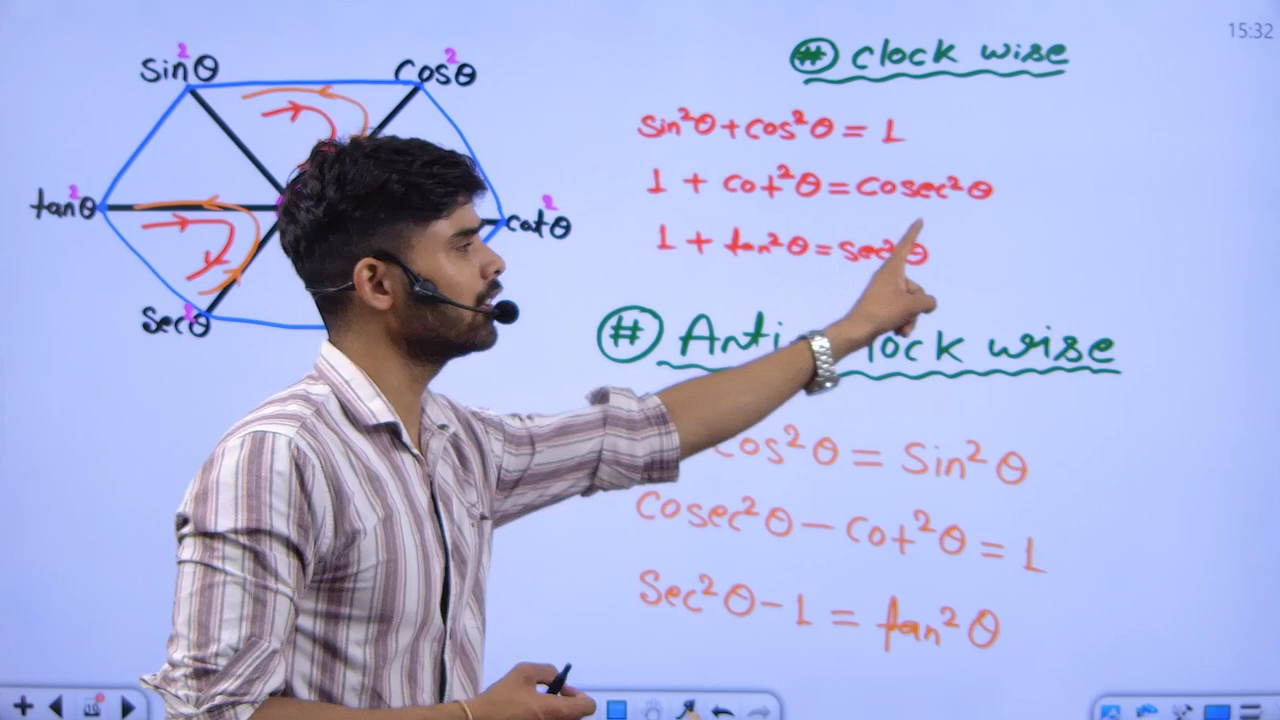 15:32
# Clock wise
sin²θ + cos²θ = 1
1 + cot²θ = cosec²θ
1 + tan²θ = sec²θ
# Anti lock wise
cos²θ = Sin²θ
Cosec²θ - cot²θ = 1
Sec²θ - 1 = tan²θ
sin²θ
cos²θ
tan²θ
cot²θ
Sec²θ